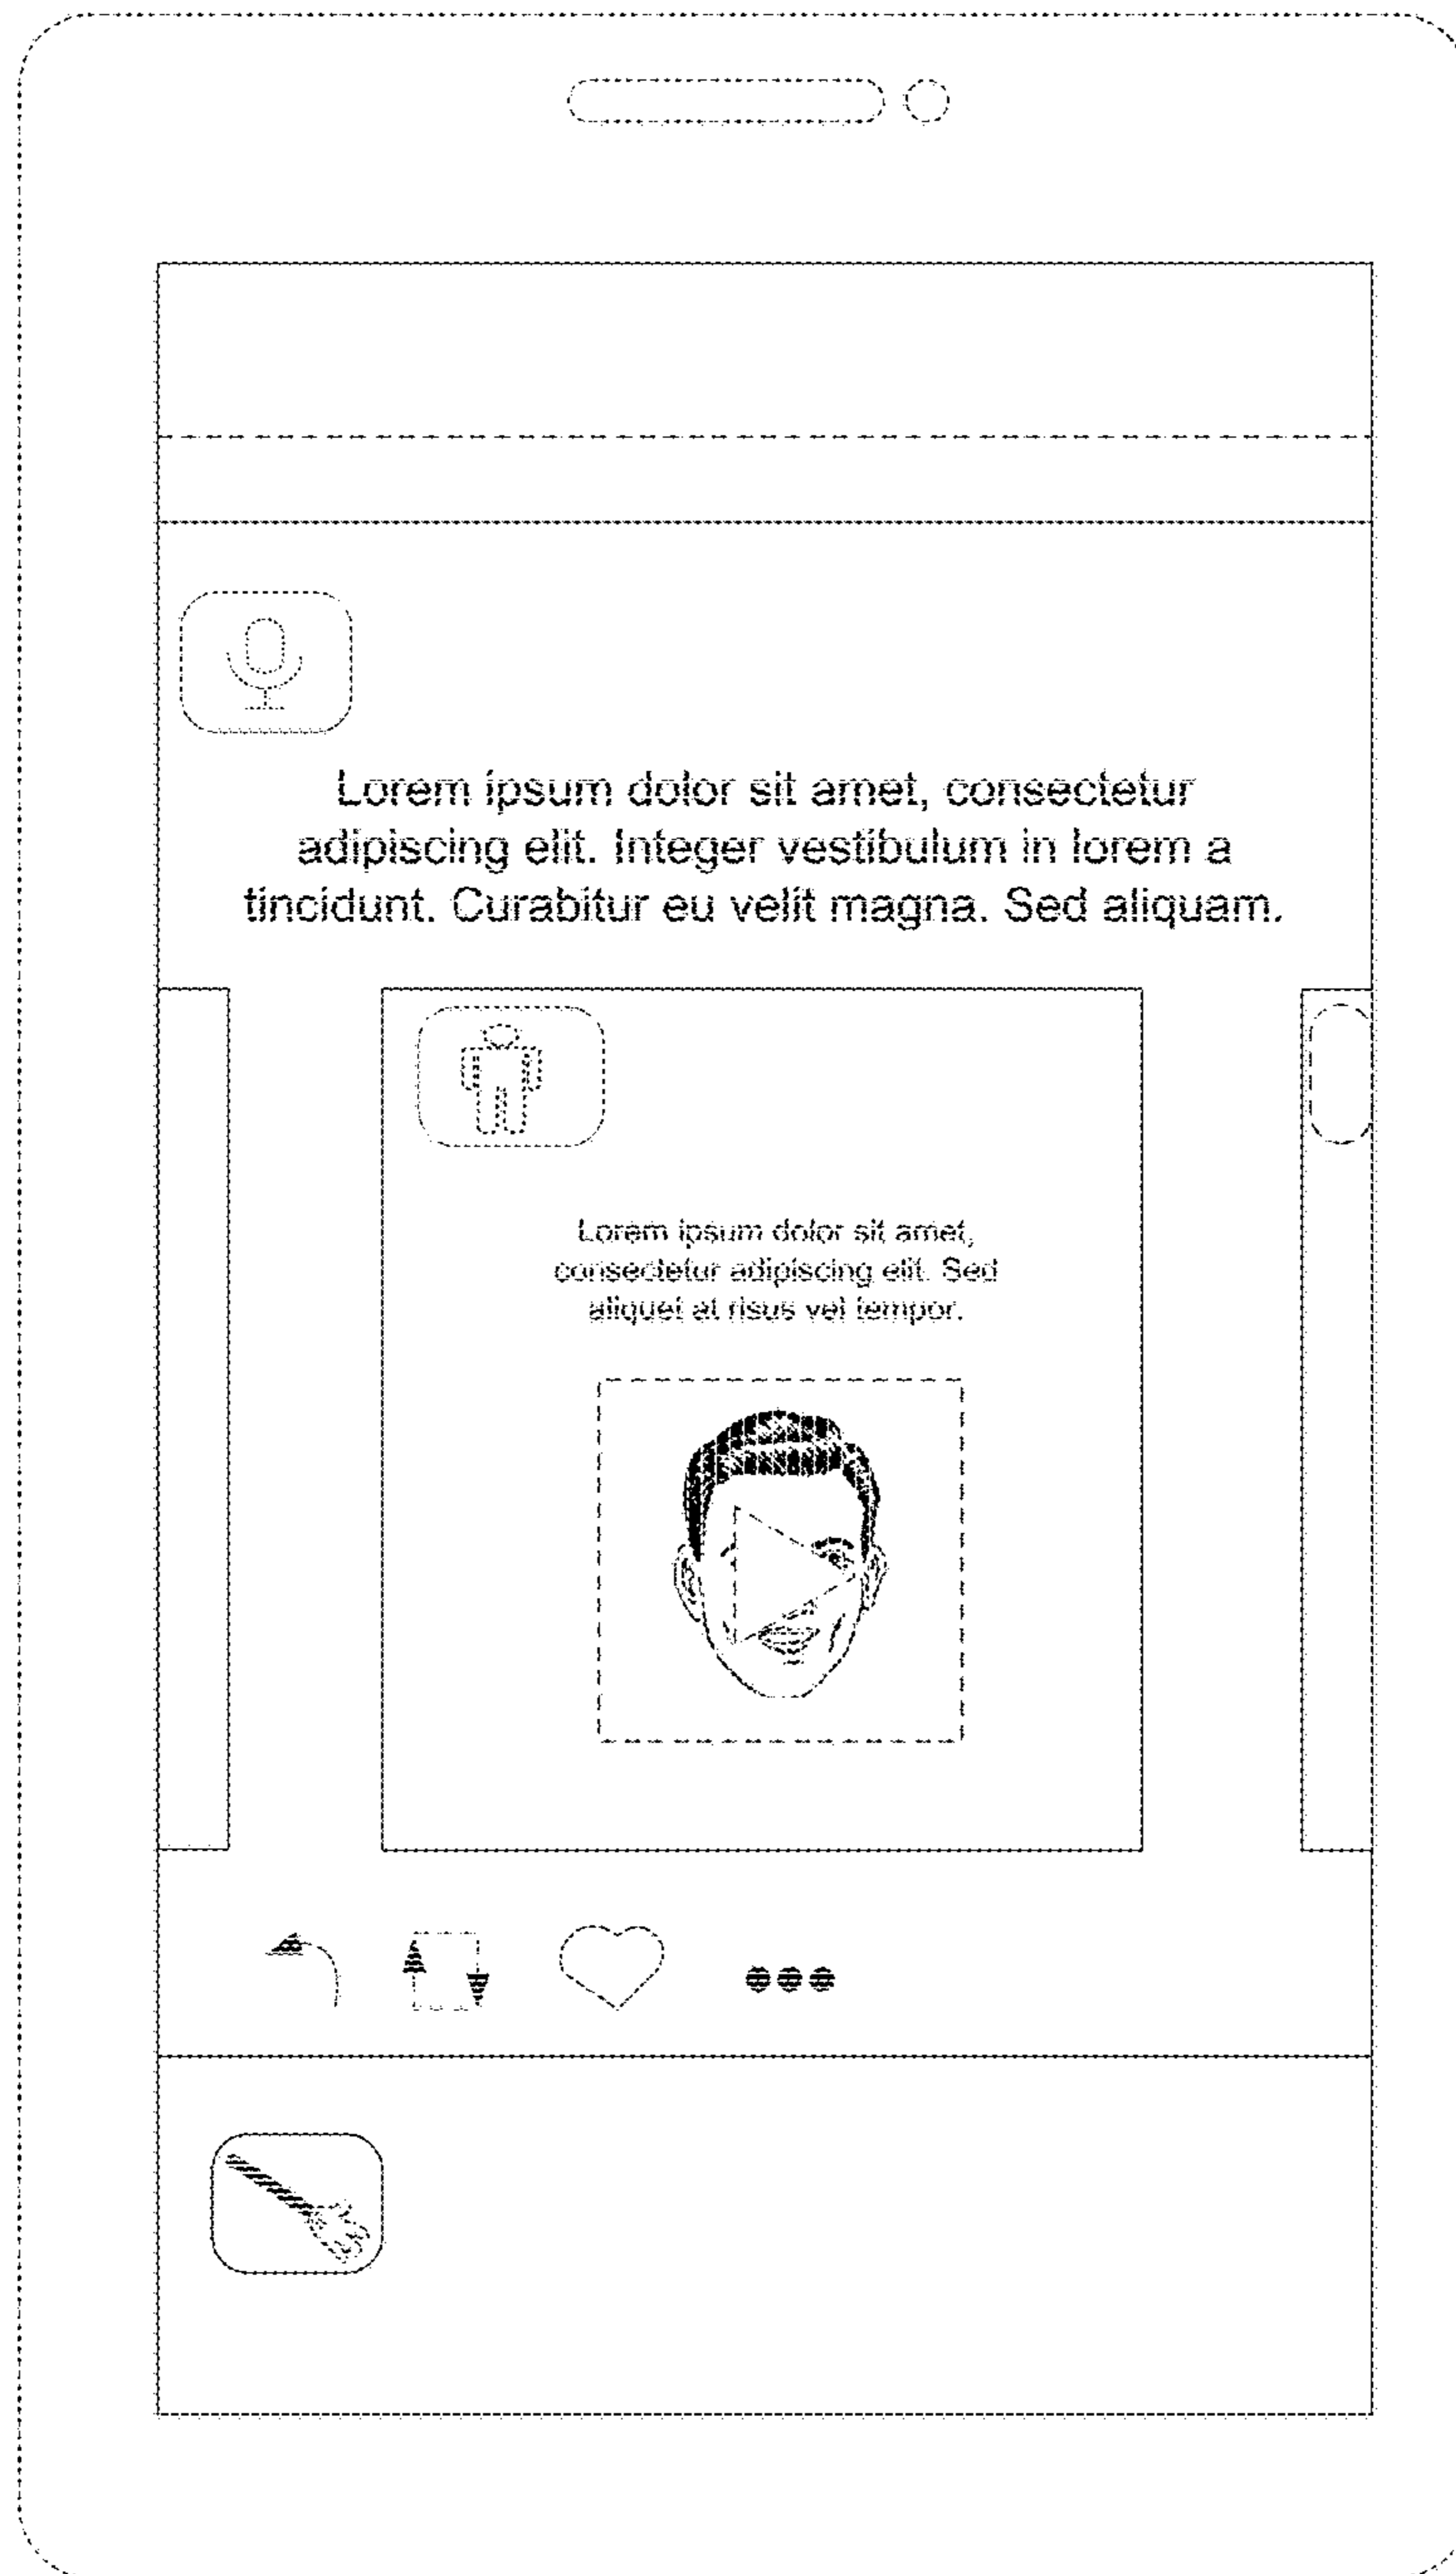 Lorem ipsum dolor sit amet, consectetur
adipiscing elit. Integer vestibulum in lorem a
tincidunt. Curabitur eu velit magna. Sed aliquam.
Lorem ipsum dolor sit amet,
consectetur adipiscing elit. Sed
aliquet at risus vel tempor.